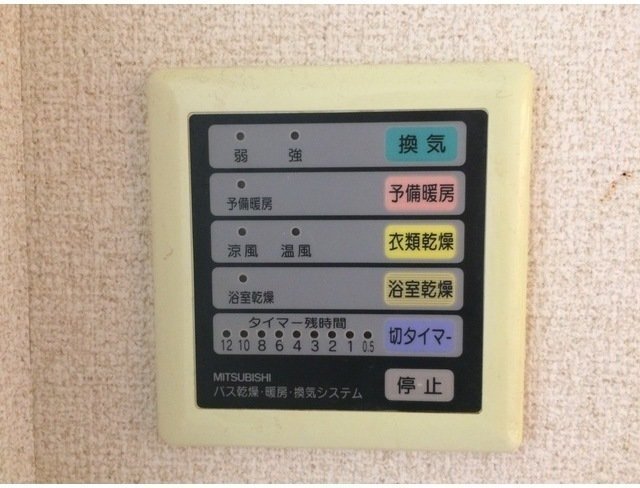 弱 強 換気
予備暖房 予備暖房
涼風 温風 衣類乾燥
浴室乾燥 浴室乾燥
タイマー残時間
12 10 8 6 4 3 2 1 0.5 切タイマー
MITSUBISHI
バス乾燥・暖房・換気システム
停止